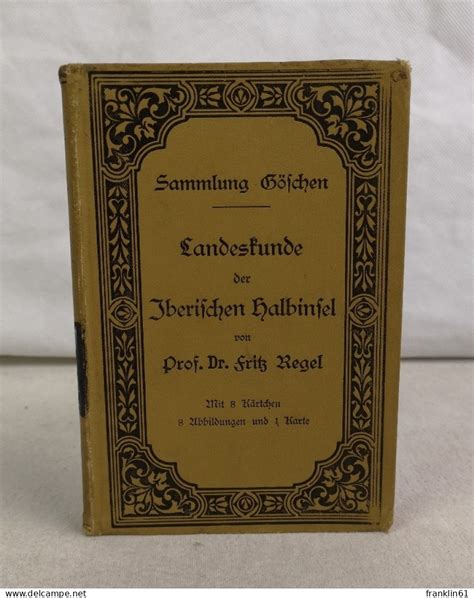 Sammlung Göschen
Landeskunde
der
Iberischen Halbinsel
von
Prof. Dr. Fritz Regel
Mit 8 Kärtchen
8 Abbildungen und 1 Karte
www.delcampe.net
franklin61